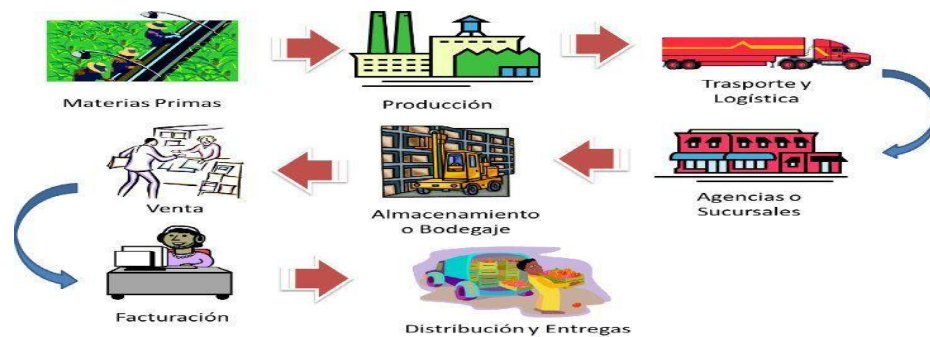 Materias Primas
Producción
Trasporte y
Logística
Agencias o
Sucursales
Almacenamiento
o Bodegaje
Venta
Facturación
Distribución y Entregas